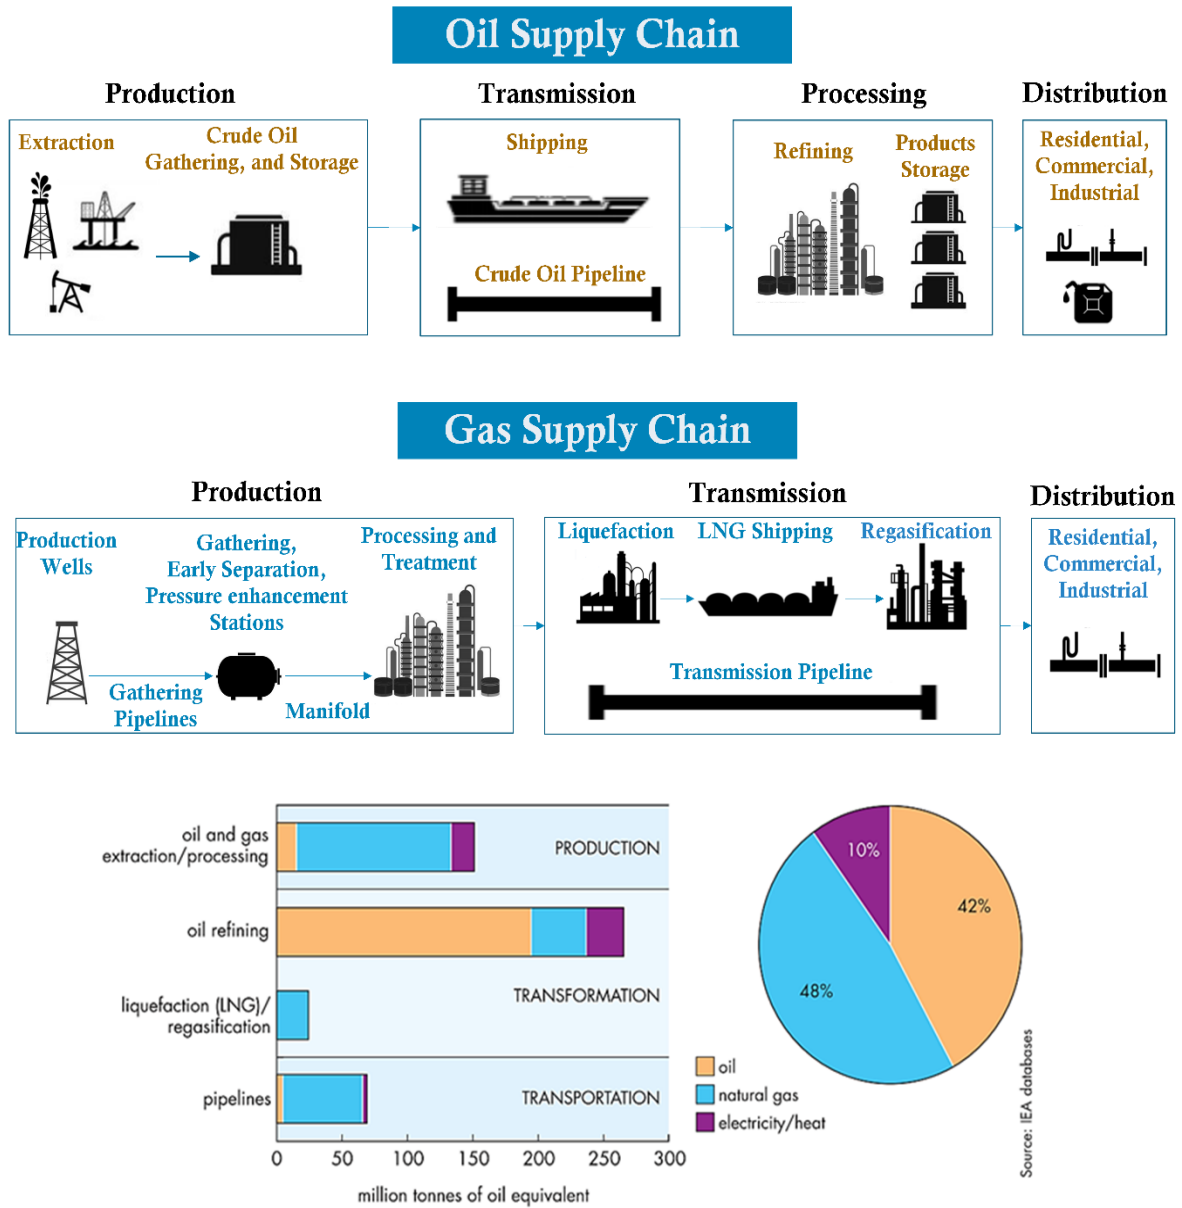 Oil Supply Chain
Production
Transmission
Processing
Distribution
Extraction
Crude Oil
Gathering, and Storage
Shipping
Crude Oil Pipeline
Refining
Products
Storage
Residential,
Commercial,
Industrial
Gas Supply Chain
Production
Transmission
Distribution
Production
Wells
Gathering,
Early Separation,
Pressure enhancement
Stations
Processing and
Treatment
Gathering
Pipelines
Manifold
Liquefaction
LNG Shipping
Regasification
Transmission Pipeline
Residential,
Commercial,
Industrial
oil and gas
extraction/processing
PRODUCTION
oil refining
liquefaction (LNG)/
regasification
TRANSFORMATION
pipelines
TRANSPORTATION
0 50 100 150 200 250 300
million tonnes of oil equivalent
10%
42%
48%
oil
natural gas
electricity/heat
Source: IEA databases